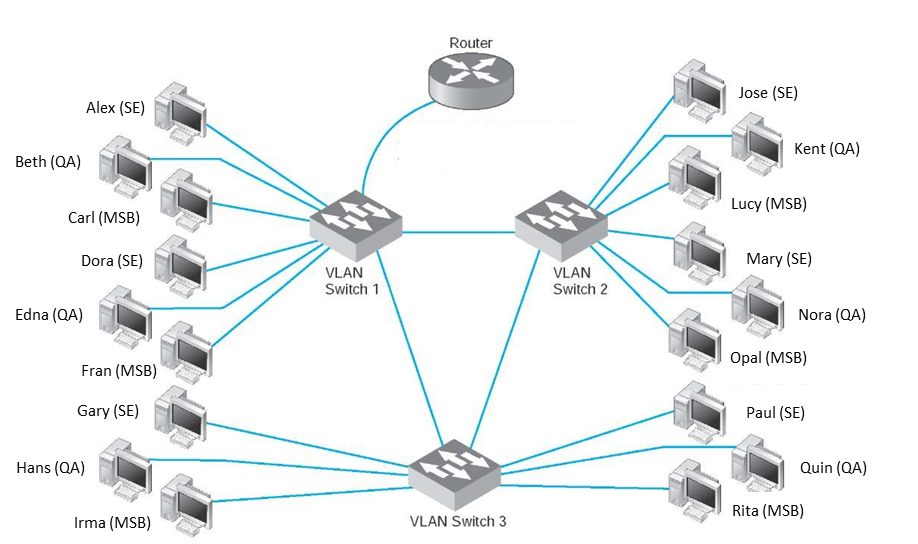 Router
Alex (SE)
Beth (QA)
Carl (MSB)
Dora (SE)
Edna (QA)
Fran (MSB)
Gary (SE)
Hans (QA)
Irma (MSB)
VLAN
Switch 1
VLAN
Switch 2
VLAN Switch 3
Jose (SE)
Kent (QA)
Lucy (MSB)
Mary (SE)
Nora (QA)
Opal (MSB)
Paul (SE)
Quin (QA)
Rita (MSB)